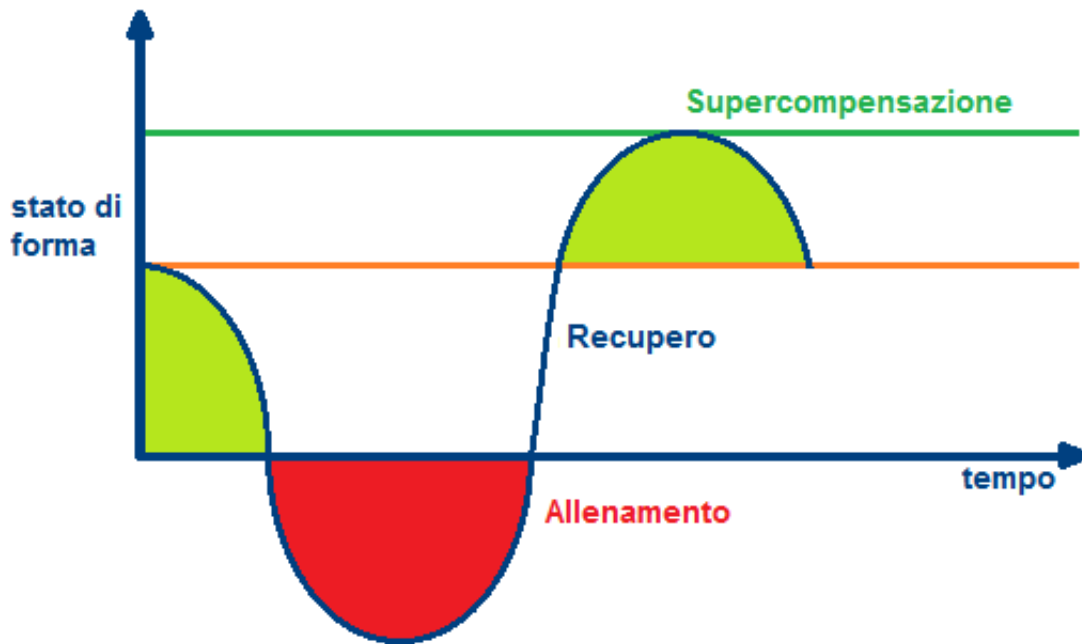 Supercompensazione
stato di
forma
Recupero
tempo
Allenamento